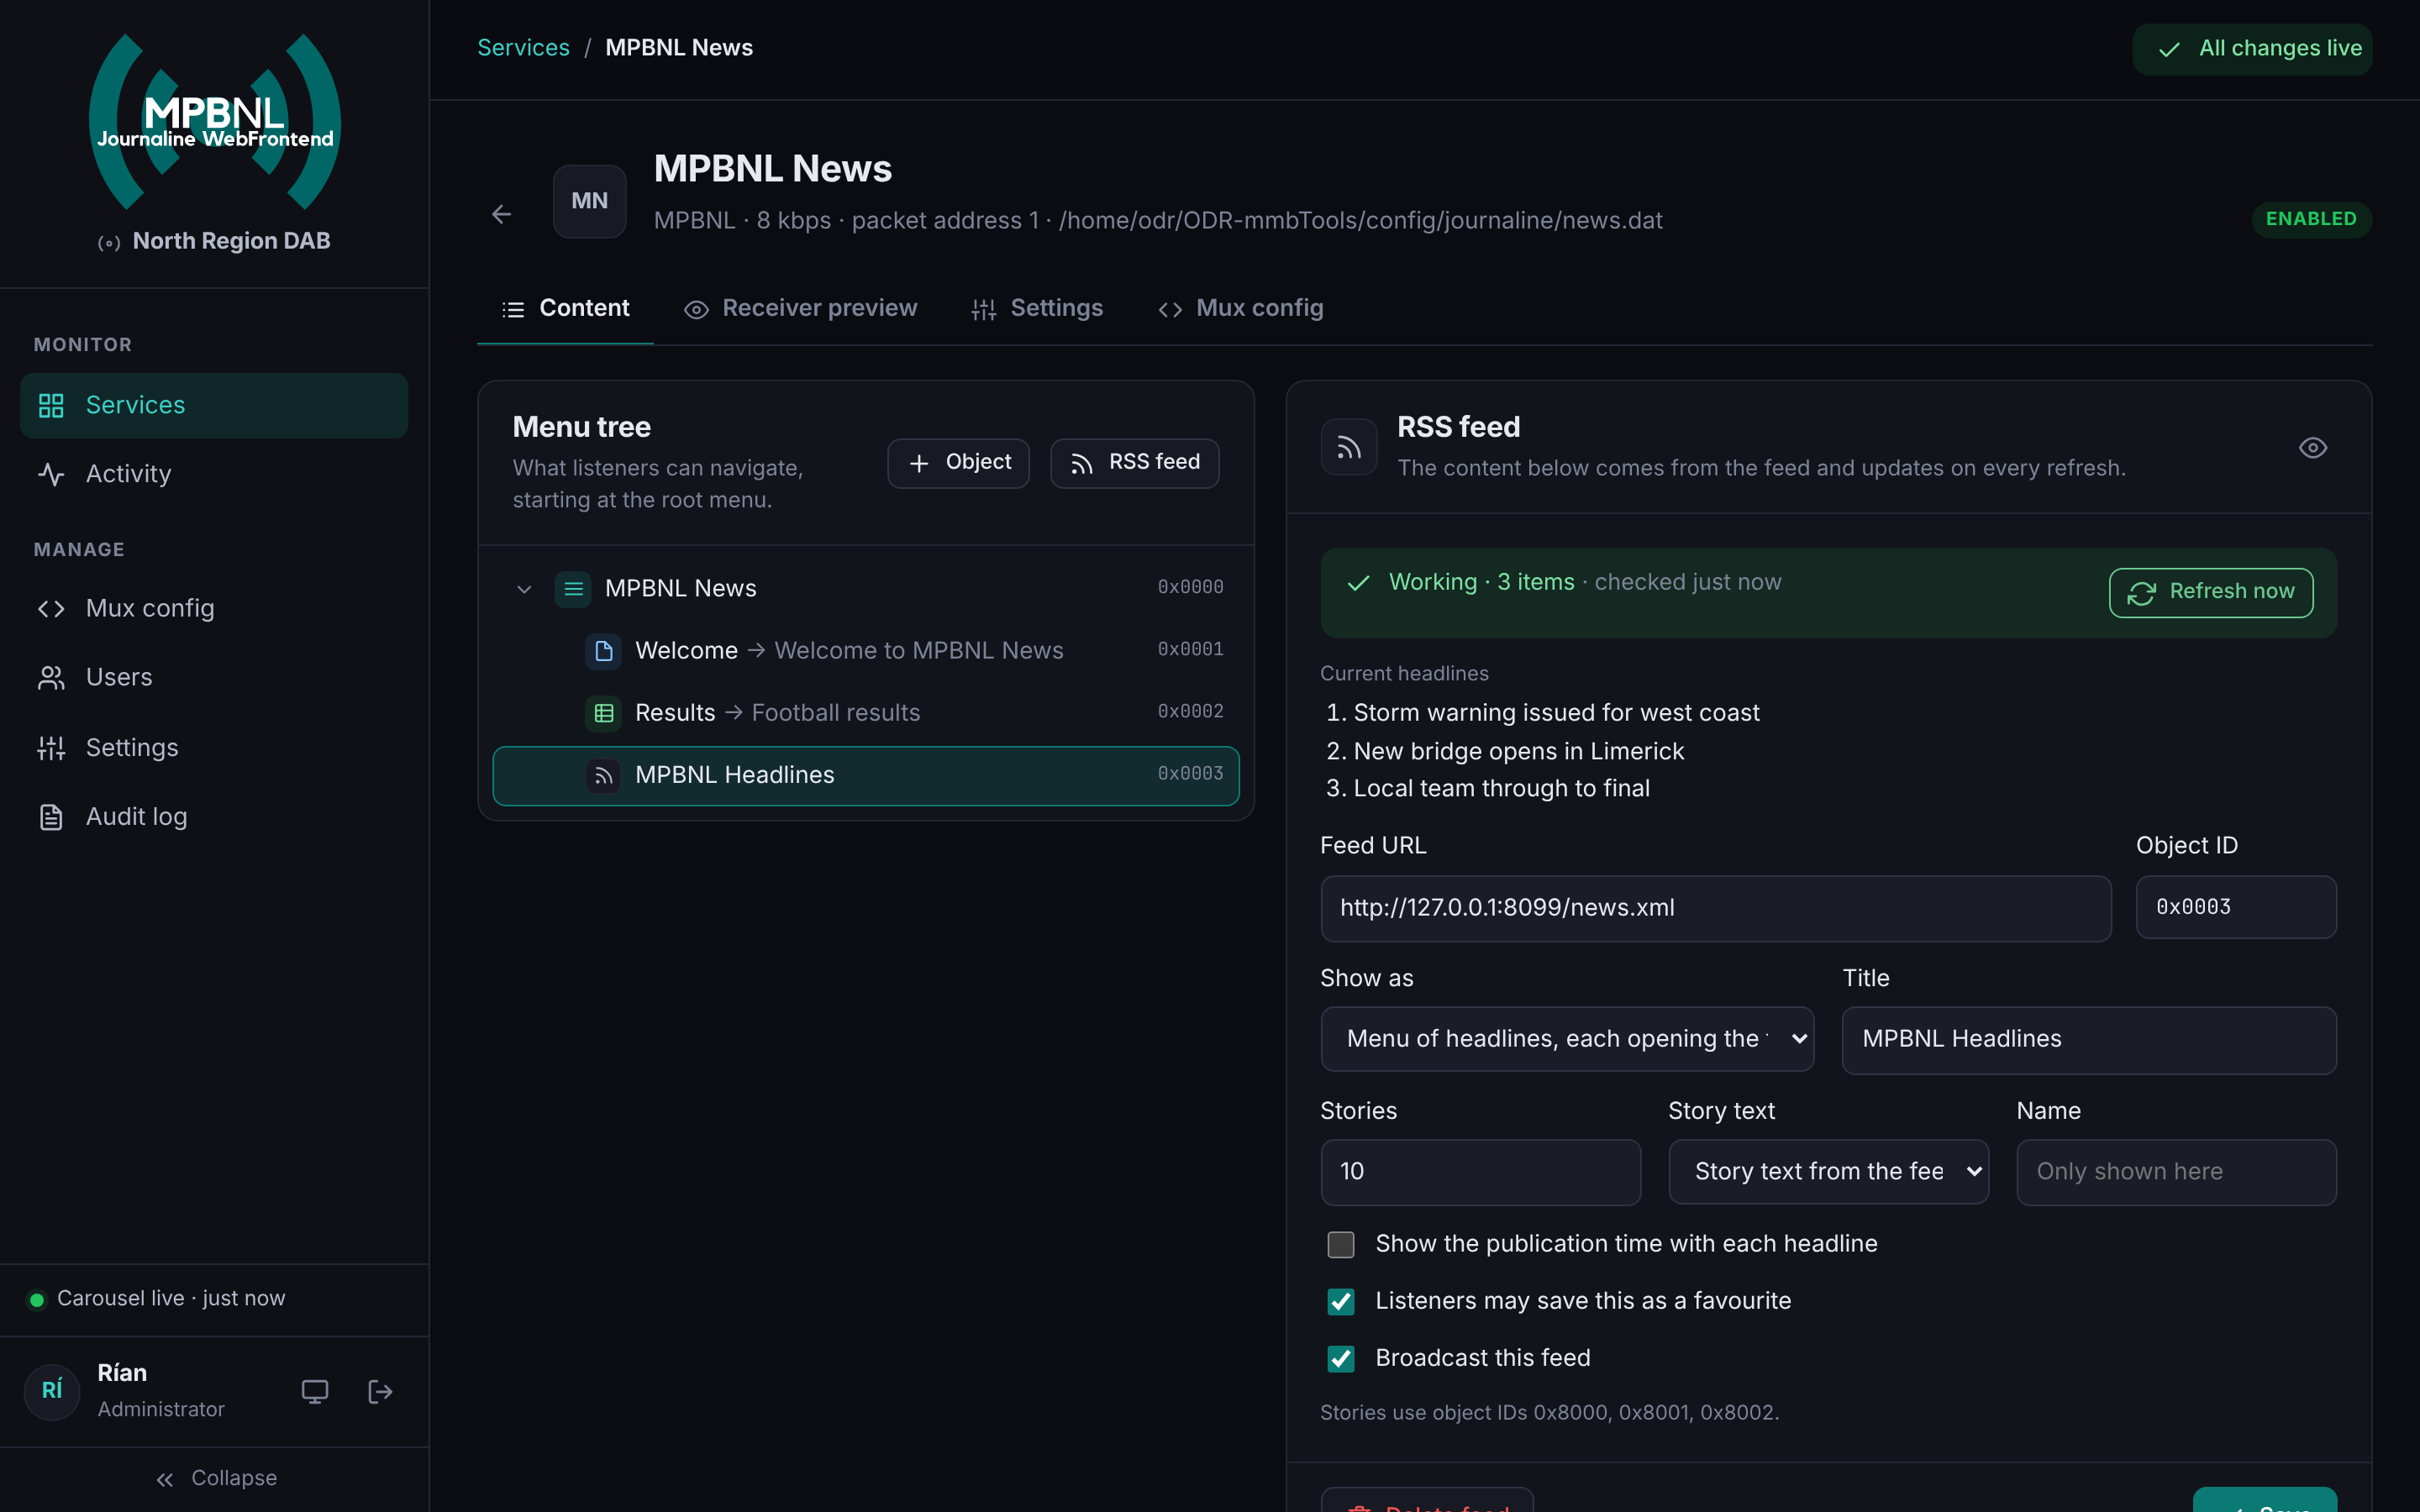 MPBNL
Journaline WebFrontend
North Region DAB
MONITOR
Services
Activity
MANAGE
Mux config
Users
Settings
Audit log
Carousel live · just now
RÍ
Rían
Administrator
Collapse
Services / MPBNL News
All changes live
MN
MPBNL News
MPBNL · 8 kbps · packet address 1 · /home/odr/ODR-mmbTools/config/journaline/news.dat
ENABLED
Content
Receiver preview
Settings
Mux config
Menu tree
What listeners can navigate,
starting at the root menu.
Object
RSS feed
MPBNL News 0x0000
Welcome → Welcome to MPBNL News 0x0001
Results → Football results 0x0002
MPBNL Headlines 0x0003
RSS feed
The content below comes from the feed and updates on every refresh.
Working · 3 items · checked just now
Refresh now
Current headlines
1. Storm warning issued for west coast
2. New bridge opens in Limerick
3. Local team through to final
Feed URL
http://127.0.0.1:8099/news.xml
Object ID
0x0003
Show as
Menu of headlines, each opening the
Title
MPBNL Headlines
Stories
10
Story text
Story text from the fee
Name
Only shown here
Show the publication time with each headline
Listeners may save this as a favourite
Broadcast this feed
Stories use object IDs 0x8000, 0x8001, 0x8002.
Delete feed
Save